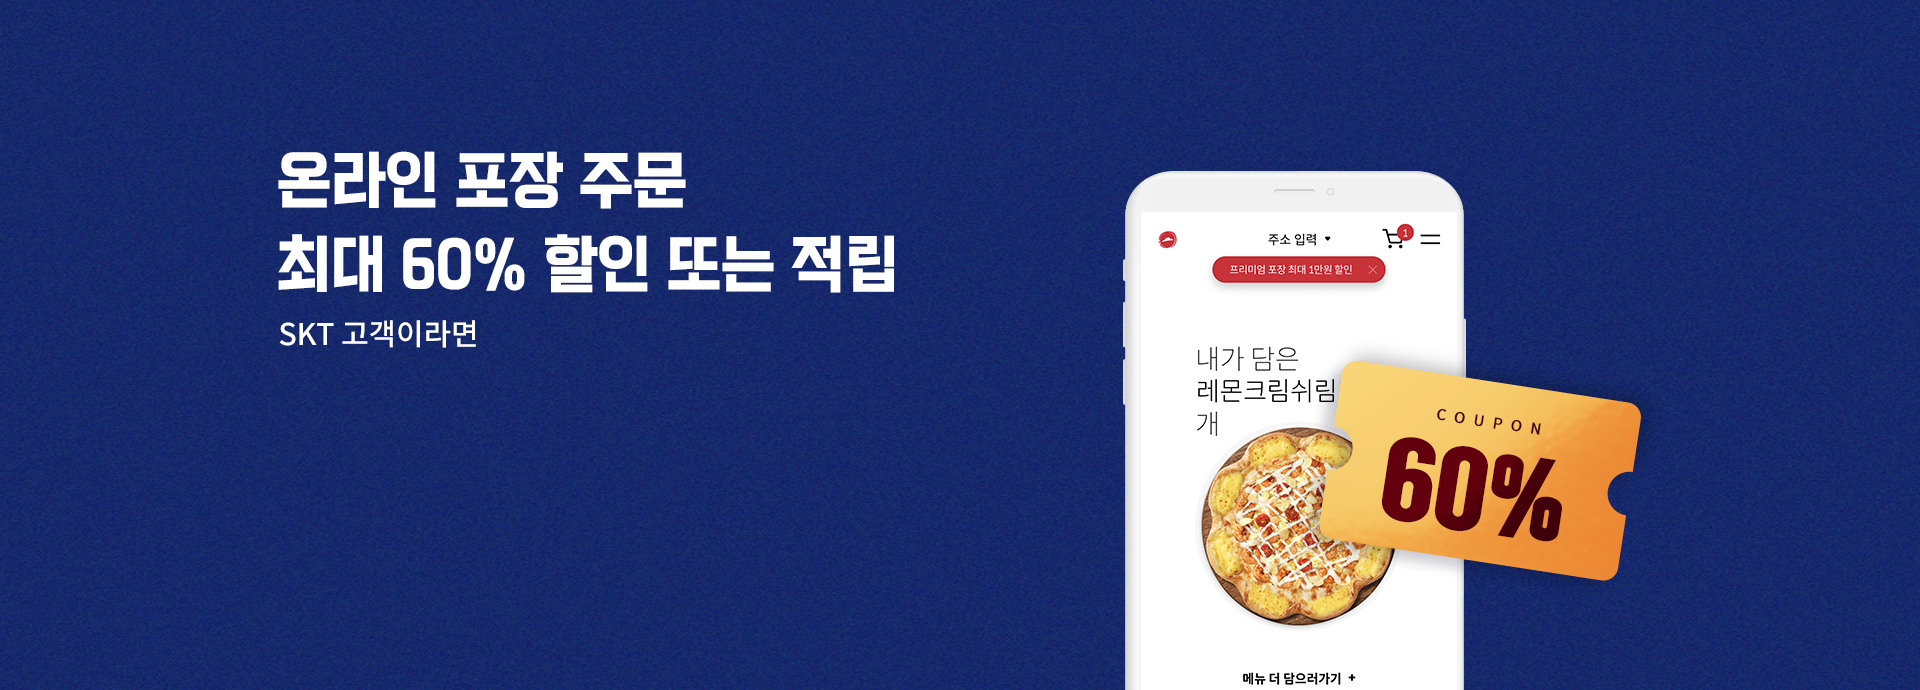 온라인 포장 주문
최대 60% 할인 또는 적립
SKT 고객이라면
주소 입력
1
프리미엄 포장 최대 1만원 할인
내가 담은
레몬크림쉬림
개
COUPON
60%
메뉴 더 담으러가기 +